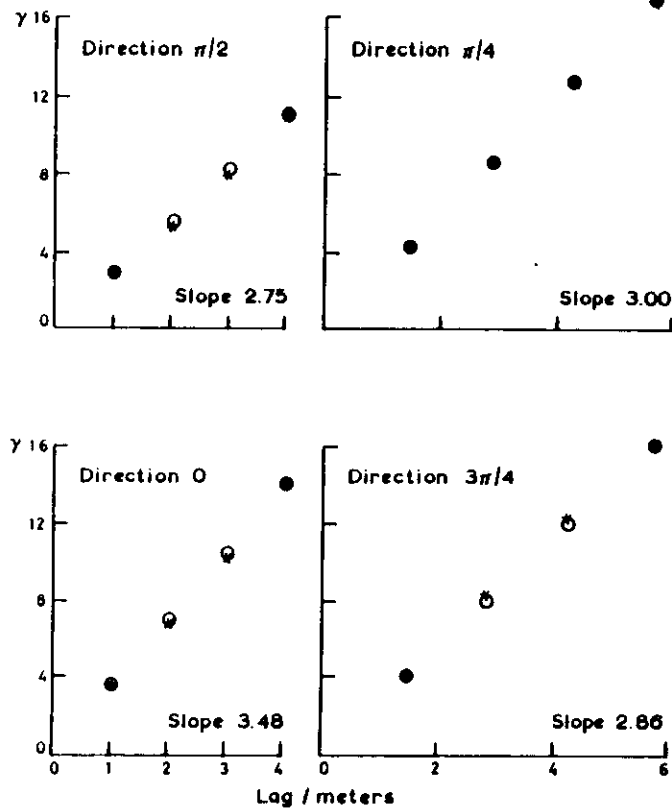 γ 16
Direction π/2
Direction π/4
12
8
4
Slope 2.75
Slope 3.00
0
γ 16
Direction 0
Direction 3π/4
12
8
4
Slope 3.48
Slope 2.86
0
0 1 2 3 4 0 2 4 6
Lag / meters